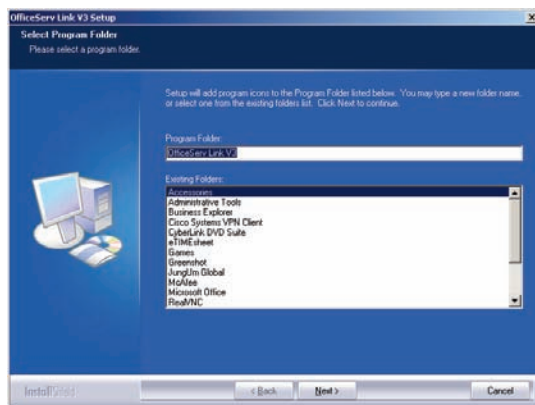 OfficeServ Link V3 Setup
Select Program Folder
Please select a program folder.
Setup will add program icons to the Program Folder listed below. You may type a new folder name,
or select one from the existing folders list. Click Next to continue.
Program Folder:
OfficeServ Link V3
Existing Folders:
Accessories
Administrative Tools
Business Explorer
Cisco Systems VPN Client
CyberLink DVD Suite
eTIMEsheet
Games
Greenshot
JungUm Global
McAfee
Microsoft Office
RealVNC
InstallShield
< Back
Next >
Cancel